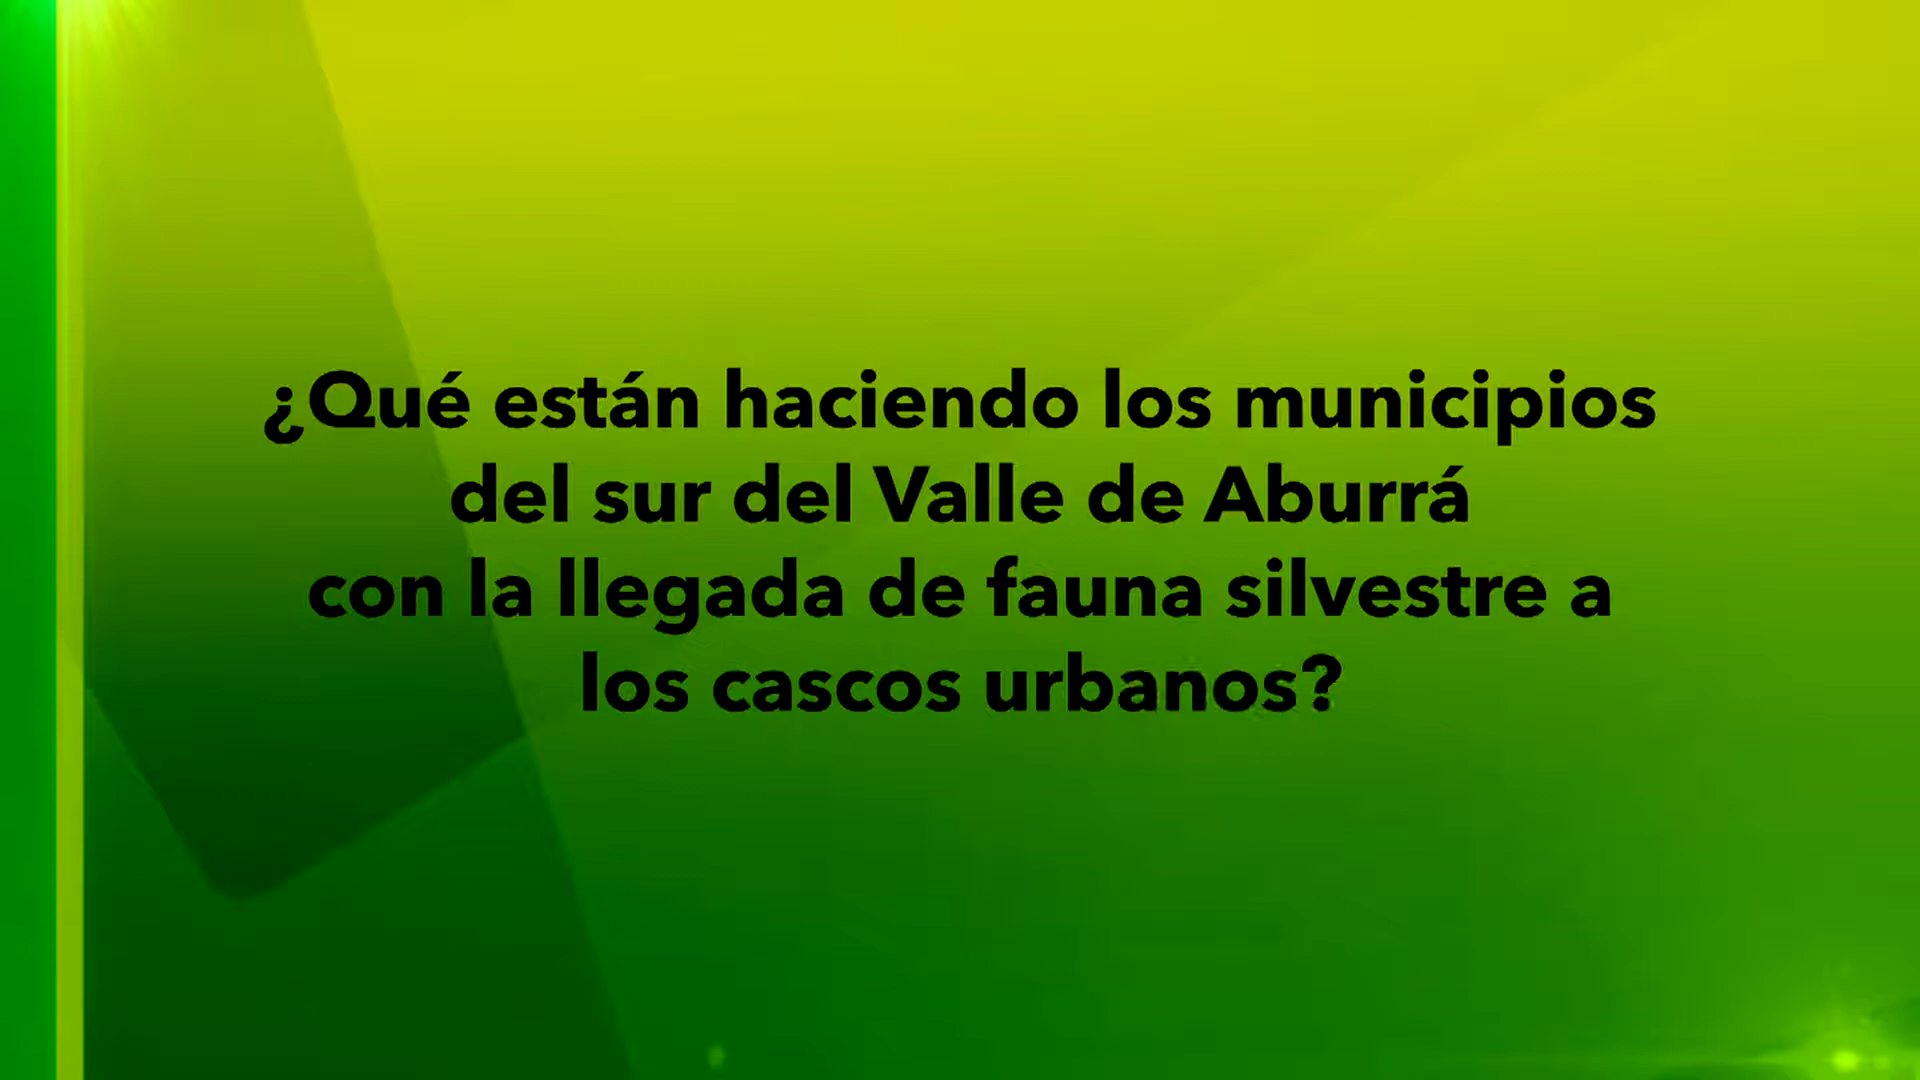 ¿Qué están haciendo los municipios
del sur del Valle de Aburrá
con la llegada de fauna silvestre a
los cascos urbanos?